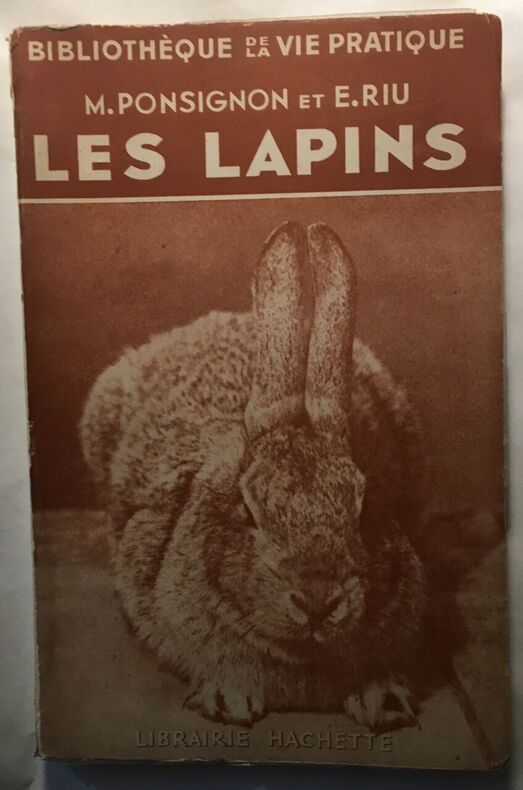 BIBLIOTHÈQUE DE LA VIE PRATIQUE
M. PONSIGNON ET E. RIU
LES LAPINS
LIBRAIRIE HACHETTE